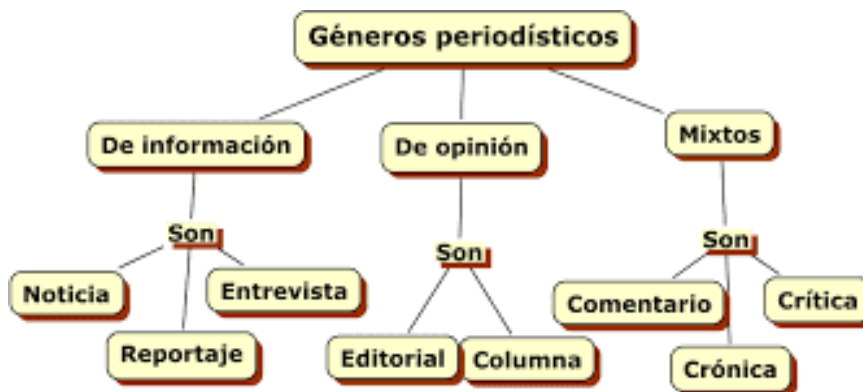 Géneros periodísticos
De información
De opinión
Mixtos
Son
Son
Son
Noticia
Entrevista
Reportaje
Editorial
Columna
Comentario
Crítica
Crónica